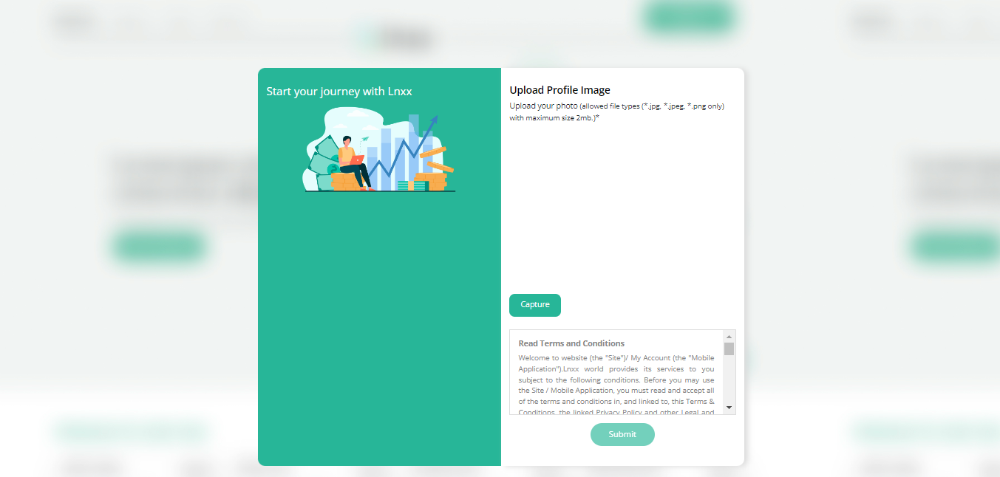 Start your journey with Lnxx
Upload Profile Image
Upload your photo (allowed file types (*.jpg, *.jpeg, *.png only)
with maximum size 2mb.)*
Capture
Read Terms and Conditions
Welcome to website (the "Site")/ My Account (the "Mobile
Application").Lnxx world provides its services to you
subject to the following conditions. Before you may use
the Site / Mobile Application, you must read and accept all
of the terms and conditions in, and linked to, this Terms &
Conditions, the linked Privacy Policy and other Legal and
Submit